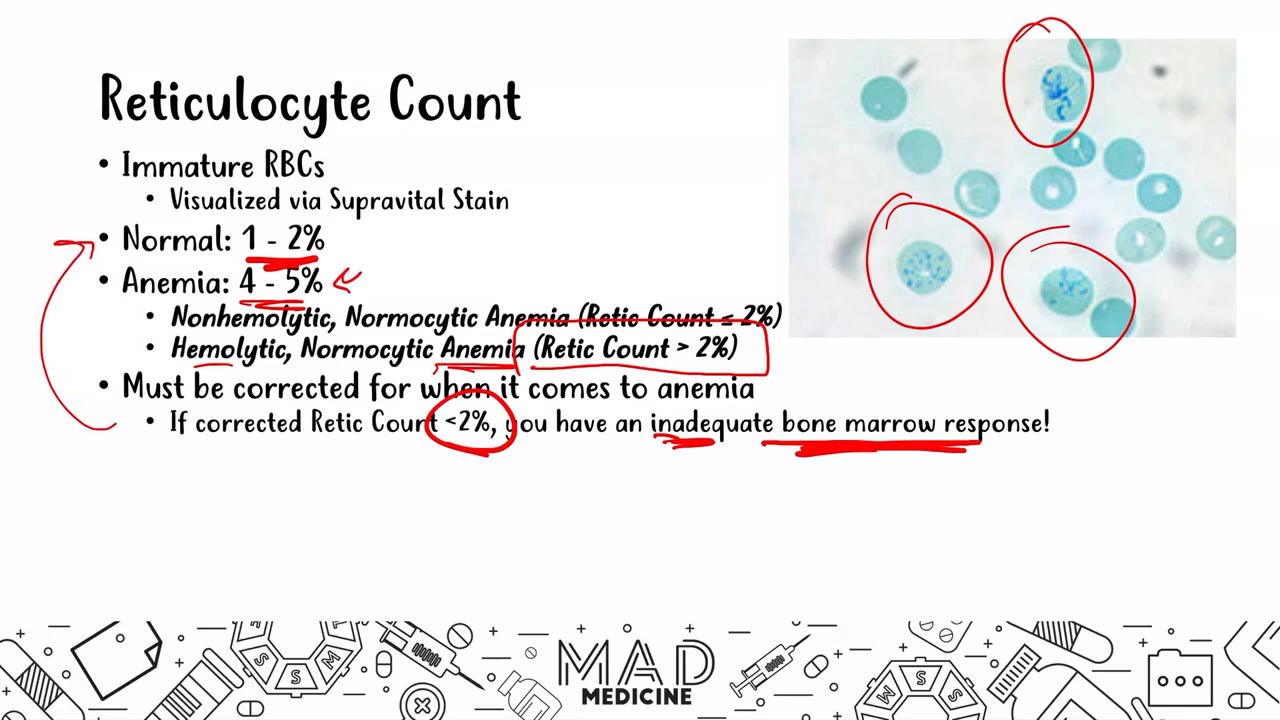 Reticulocyte Count
• Immature RBCs
• Visualized via Supravital Stain
• Normal: 1 - 2%
• Anemia: 4 - 5%
• Nonhemolytic, Normocytic Anemia (Retic Count ≤ 2%)
• Hemolytic, Normocytic Anemia (Retic Count > 2%)
• Must be corrected for when it comes to anemia
• If corrected Retic Count <2%, you have an inadequate bone marrow response!
S S M
M S S
MAD
MEDICINE